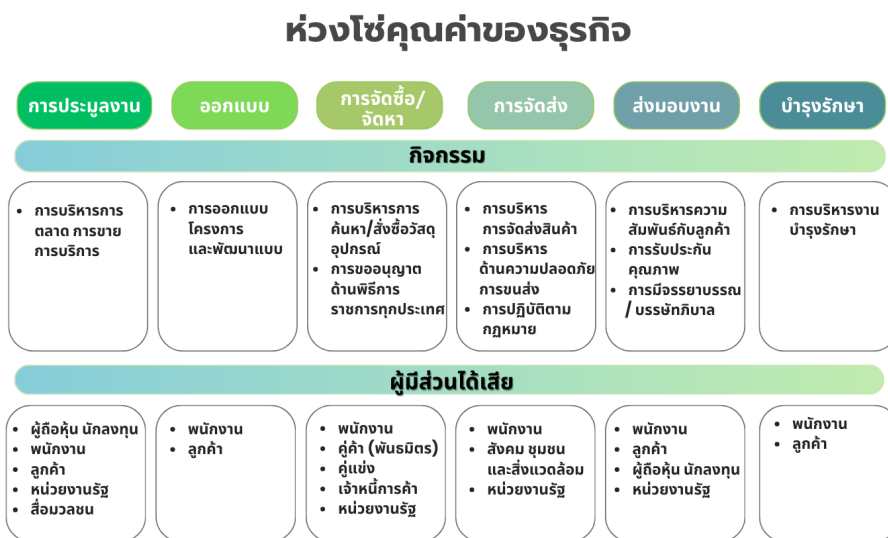 ห่วงโซ่คุณค่าของธุรกิจ
การประมูลงาน
ออกแบบ
การจัดซื้อ/
จัดหา
การจัดส่ง
ส่งมอบงาน
บำรุงรักษา
กิจกรรม
• การบริหารการ
ตลาด การขาย
การบริการ
• การออกแบบ
โครงการ
และพัฒนาแบบ
• การบริหารการ
ค้นหา/สั่งซื้อวัสดุ
อุปกรณ์
• การขออนุญาต
ด้านพิธีการ
ราชการทุกประเทศ
• การบริหาร
การจัดส่งสินค้า
• การบริหาร
ด้านความปลอดภัย
การขนส่ง
• การปฏิบัติตาม
กฎหมาย
• การบริหารความ
สัมพันธ์กับลูกค้า
• การรับประกัน
คุณภาพ
• การมีจรรยาบรรณ
/ บรรษัทภิบาล
• การบริหารงาน
บำรุงรักษา
ผู้มีส่วนได้เสีย
• ผู้ถือหุ้น นักลงทุน
• พนักงาน
• ลูกค้า
• หน่วยงานรัฐ
• สื่อมวลชน
• พนักงาน
• ลูกค้า
• พนักงาน
• คู่ค้า (พันธมิตร)
• คู่แข่ง
• เจ้าหนี้การค้า
• หน่วยงานรัฐ
• พนักงาน
• สังคม ชุมชน
และสิ่งแวดล้อม
• หน่วยงานรัฐ
• พนักงาน
• ลูกค้า
• ผู้ถือหุ้น นักลงทุน
• หน่วยงานรัฐ
• พนักงาน
• ลูกค้า